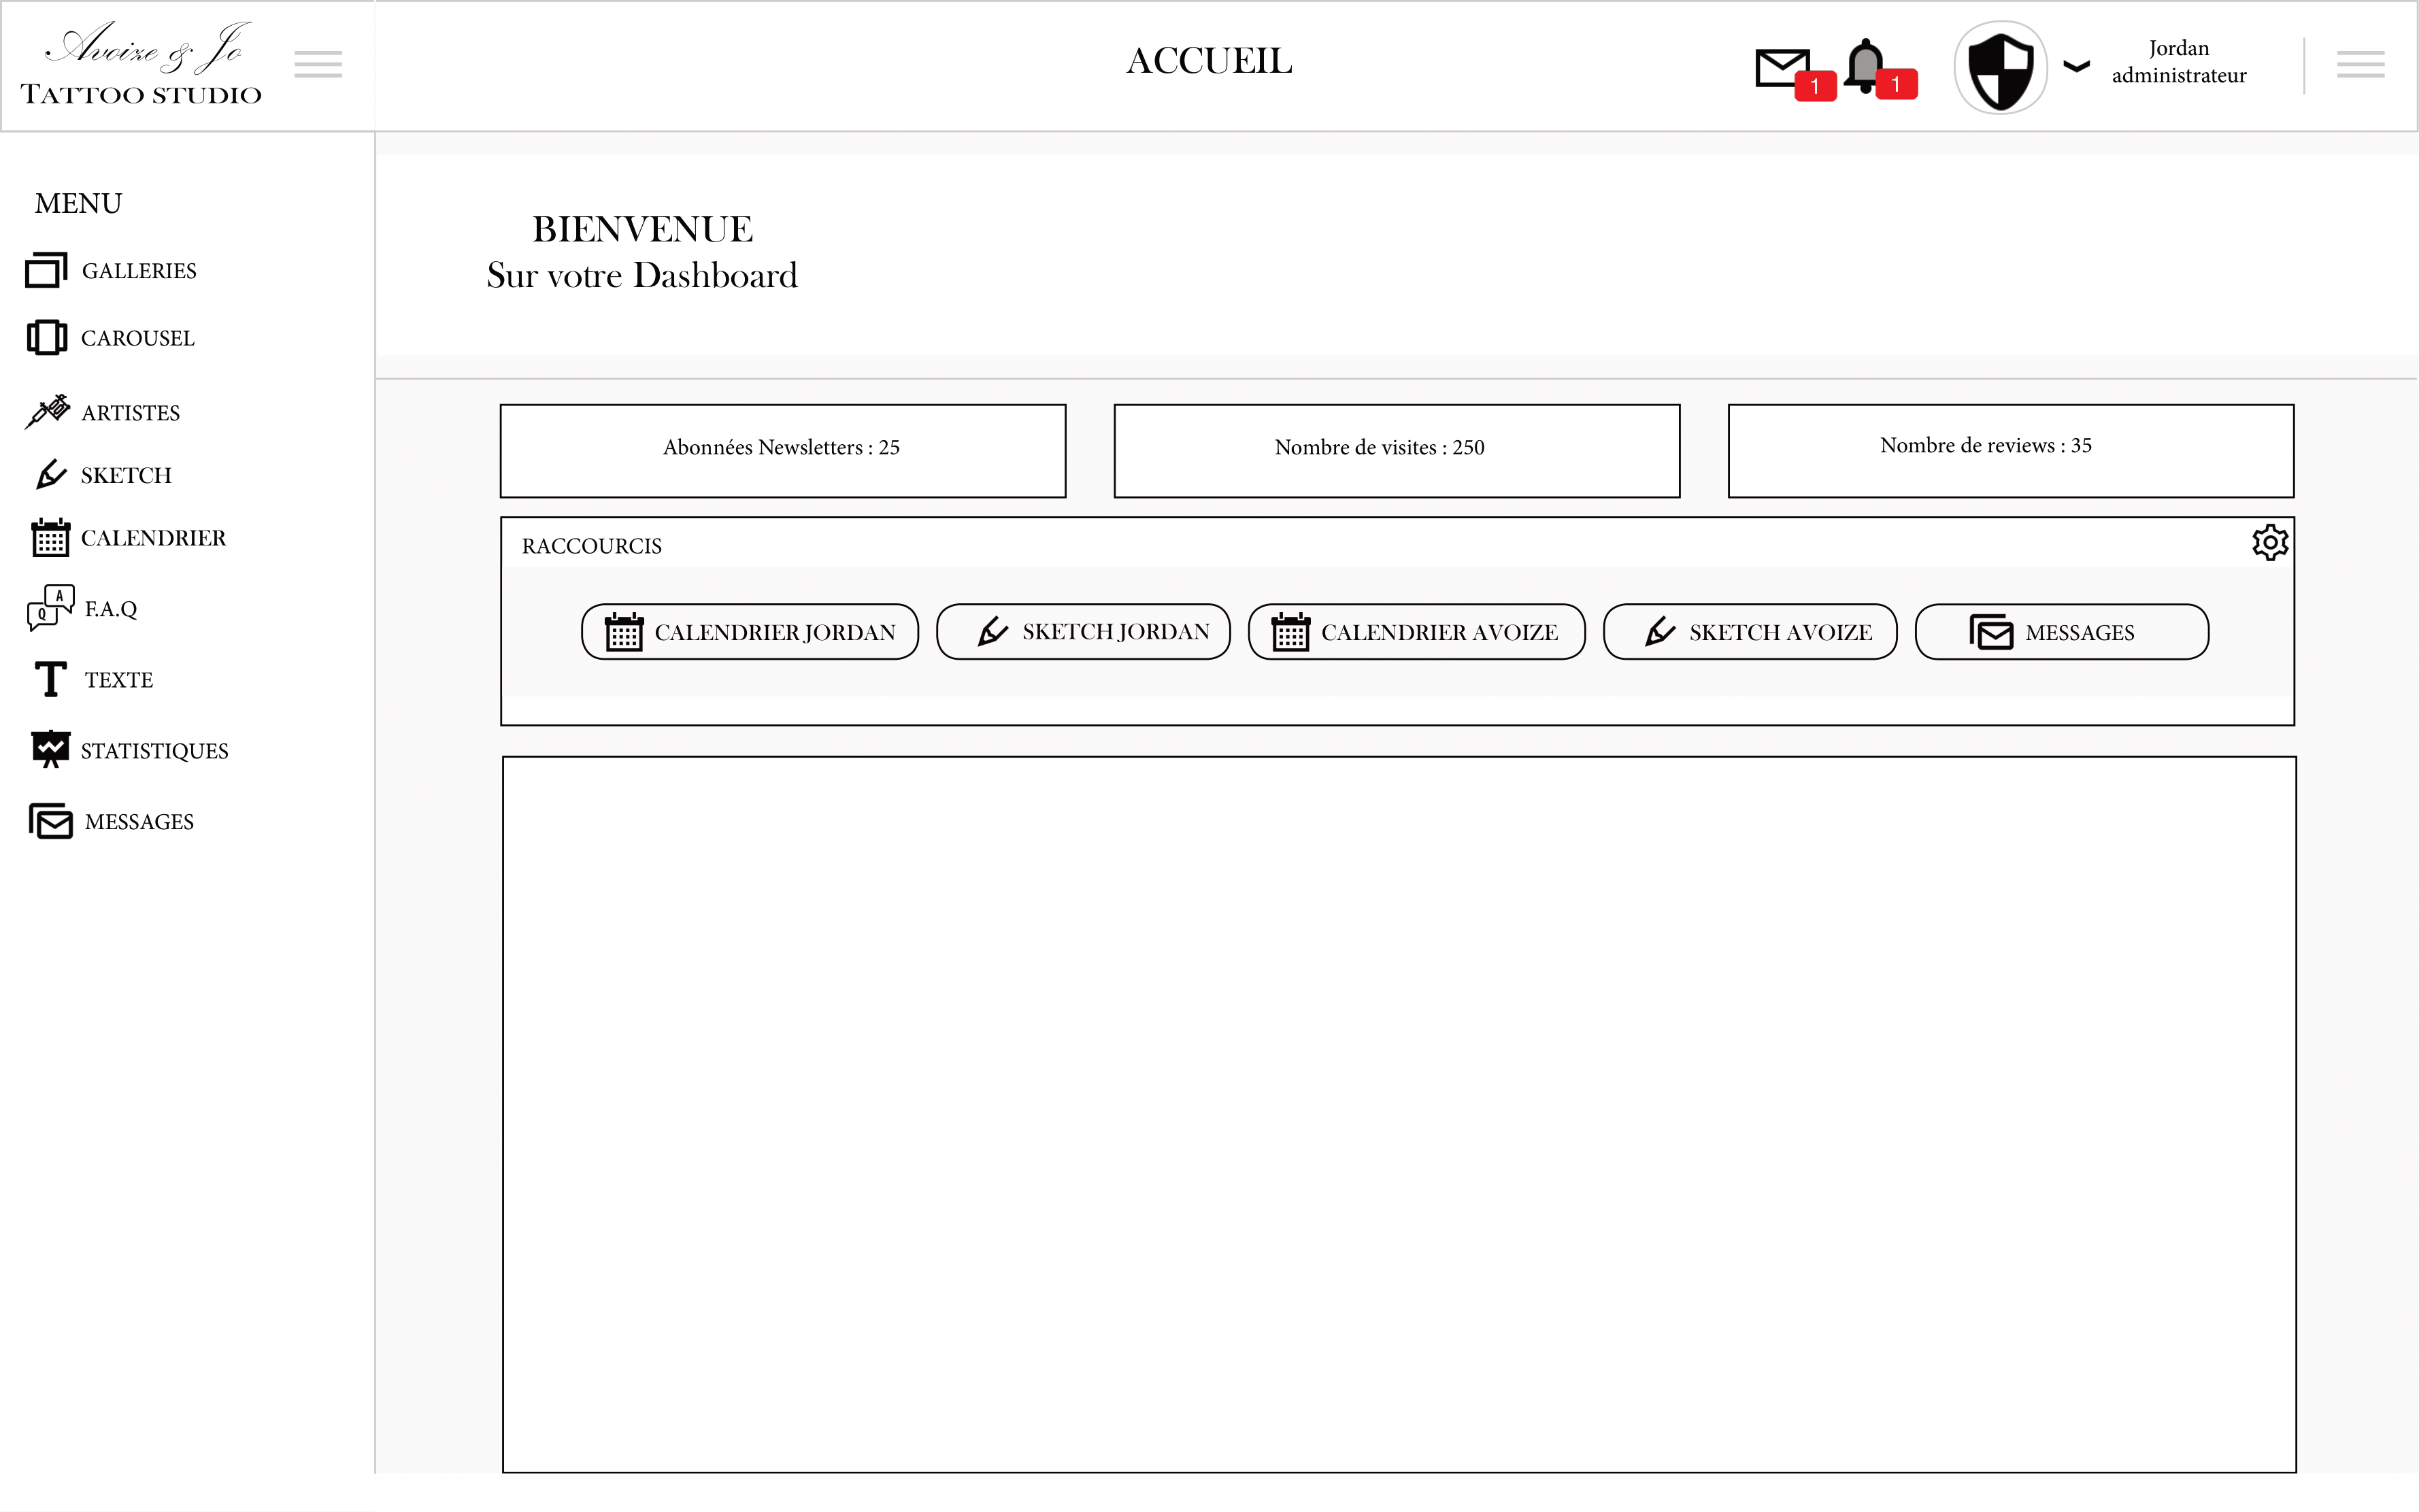 Avoize & Jo
TATTOO STUDIO
ACCUEIL
1
1
Jordan
administrateur
MENU
GALLERIES
CAROUSEL
ARTISTES
SKETCH
CALENDRIER
A
Q
F.A.Q
T TEXTE
STATISTIQUES
MESSAGES
BIENVENUE
Sur votre Dashboard
Abonnées Newsletters : 25
Nombre de visites : 250
Nombre de reviews : 35
RACCOURCIS
CALENDRIER JORDAN
SKETCH JORDAN
CALENDRIER AVOIZE
SKETCH AVOIZE
MESSAGES